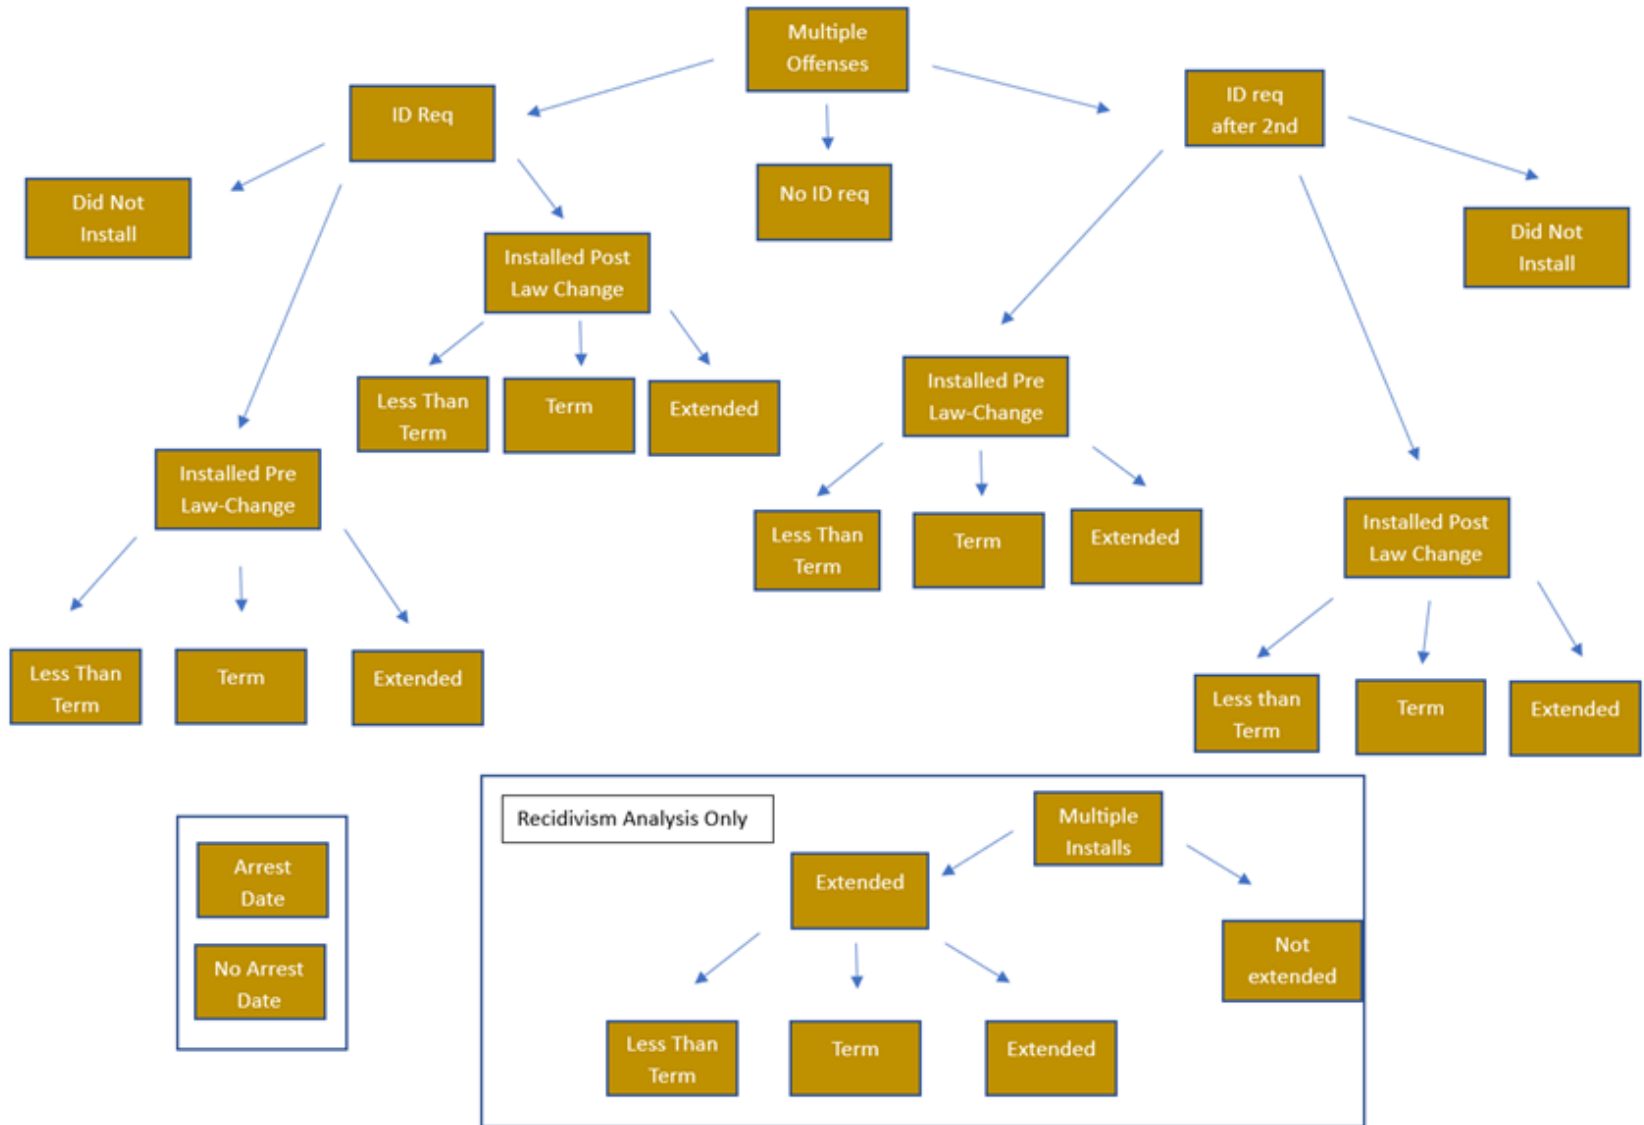 Multiple
Offenses
ID Req
ID req
after 2nd
Did Not
Install
No ID req
Did Not
Install
Installed Post
Law Change
Less Than
Term
Term
Extended
Installed Pre
Law-Change
Installed Pre
Law-Change
Less Than
Term
Term
Extended
Installed Post
Law Change
Less Than
Term
Term
Extended
Less than
Term
Term
Extended
Arrest
Date
No Arrest
Date
Recidivism Analysis Only
Multiple
Installs
Extended
Not
extended
Less Than
Term
Term
Extended